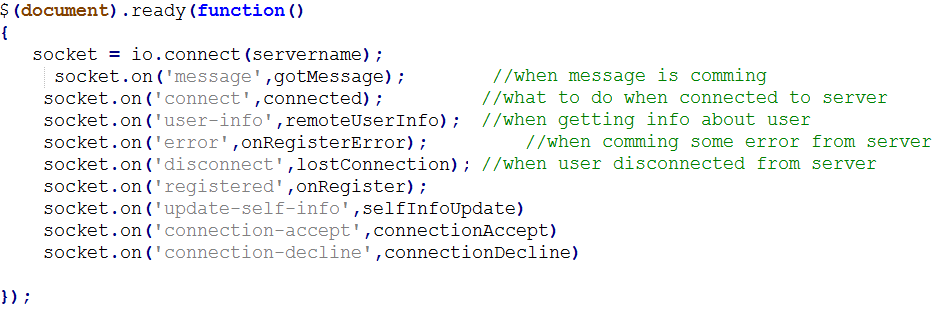 $(document).ready(function()
{
socket = io.connect(servername);
socket.on('message',gotMessage); //when message is comming
socket.on('connect',connected); //what to do when connected to server
socket.on('user-info',remoteUserInfo); //when getting info about user
socket.on('error',onRegisterError); //when comming some error from server
socket.on('disconnect',lostConnection); //when user disconnected from server
socket.on('registered',onRegister);
socket.on('update-self-info',selfInfoUpdate)
socket.on('connection-accept',connectionAccept)
socket.on('connection-decline',connectionDecline)
});